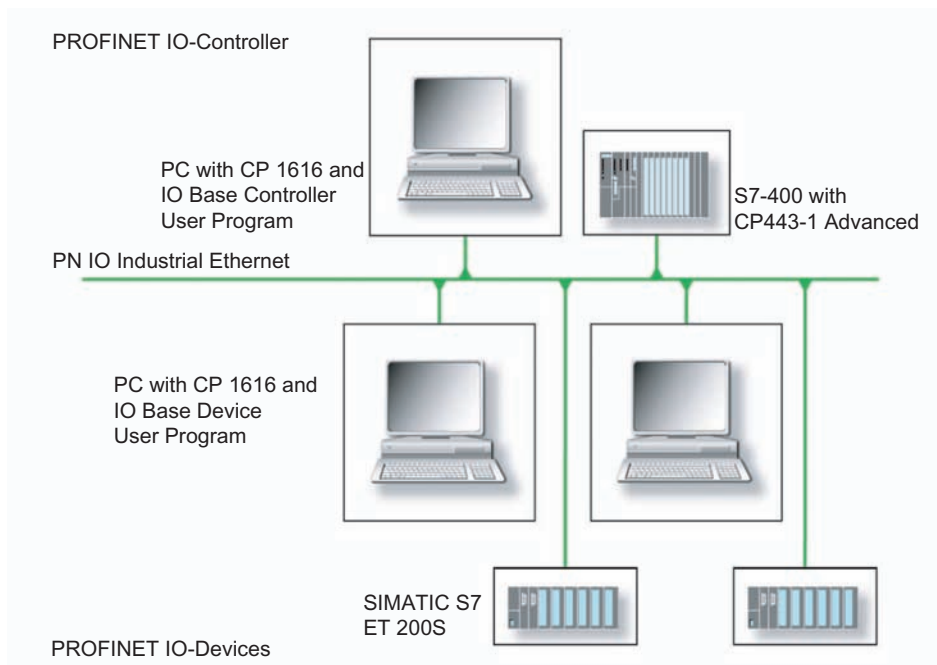 PROFINET IO-Controller
PC with CP 1616 and
IO Base Controller
User Program
S7-400 with
CP443-1 Advanced
PN IO Industrial Ethernet
PC with CP 1616 and
IO Base Device
User Program
SIMATIC S7
ET 200S
PROFINET IO-Devices